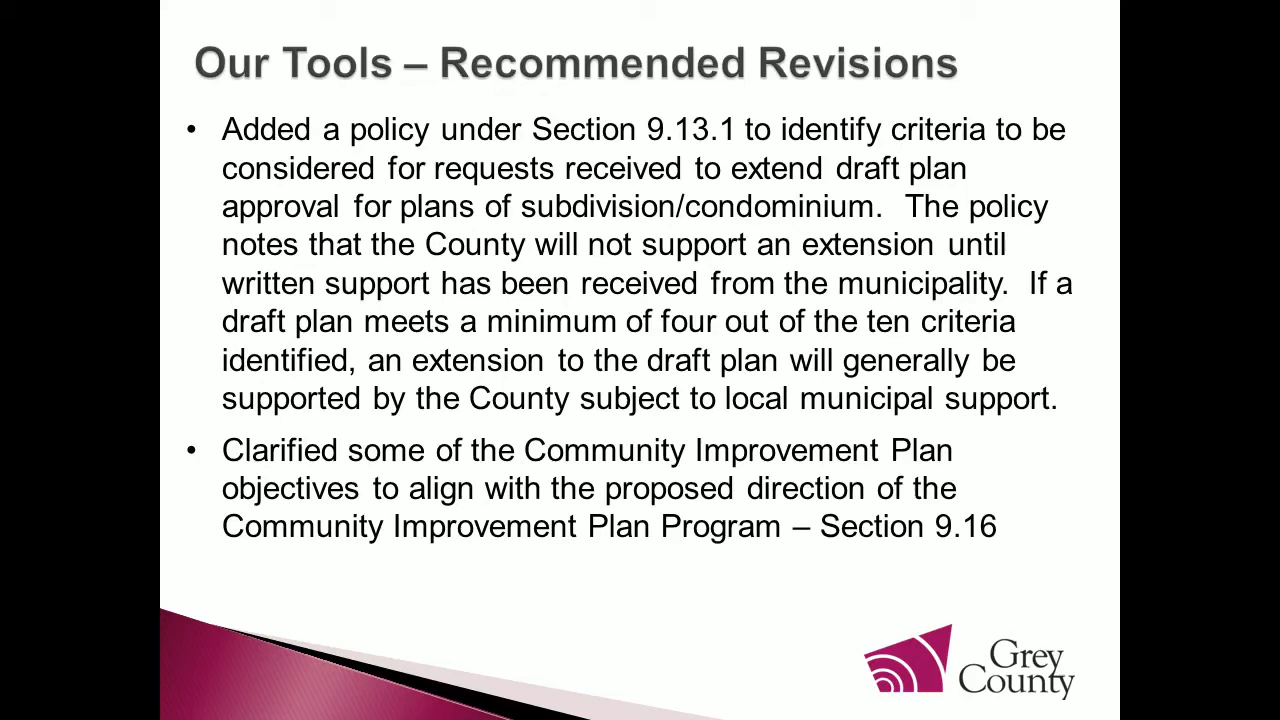 Our Tools – Recommended Revisions
• Added a policy under Section 9.13.1 to identify criteria to be
considered for requests received to extend draft plan
approval for plans of subdivision/condominium. The policy
notes that the County will not support an extension until
written support has been received from the municipality. If a
draft plan meets a minimum of four out of the ten criteria
identified, an extension to the draft plan will generally be
supported by the County subject to local municipal support.
• Clarified some of the Community Improvement Plan
objectives to align with the proposed direction of the
Community Improvement Plan Program – Section 9.16
Grey
County